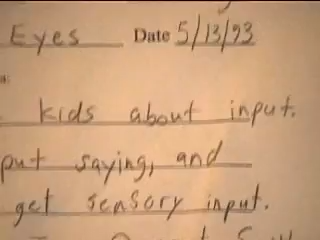 Eyes Date 5/13/93
kids about input.
put saying, and
get sensory input.